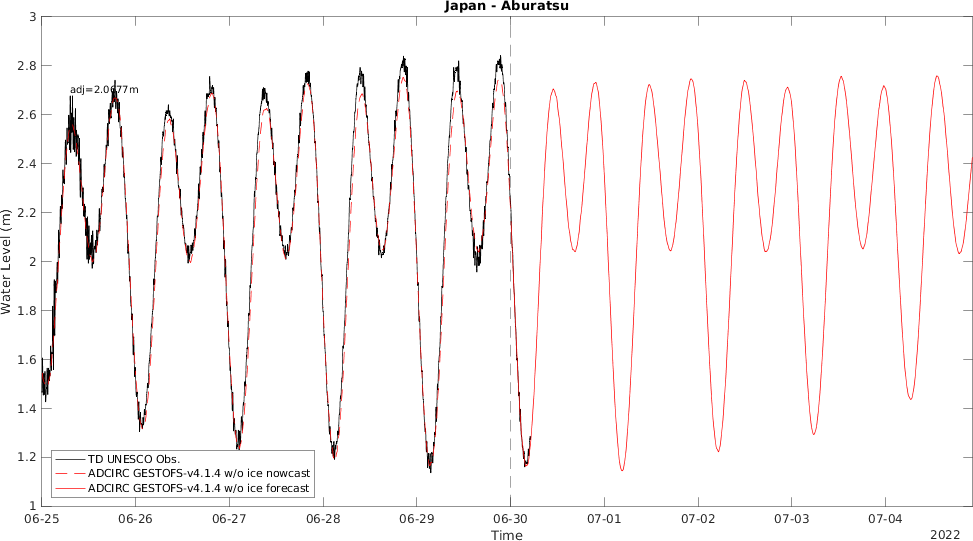 Japan - Aburatsu
3
2.8
2.6
2.4
2.2
2
1.8
1.6
1.4
1.2
1
Water Level (m)
adj=2.0677m
TD UNESCO Obs.
ADCIRC GESTOFS-v4.1.4 w/o ice nowcast
ADCIRC GESTOFS-v4.1.4 w/o ice forecast
06-25 06-26 06-27 06-28 06-29 06-30 07-01 07-02 07-03 07-04
Time
2022